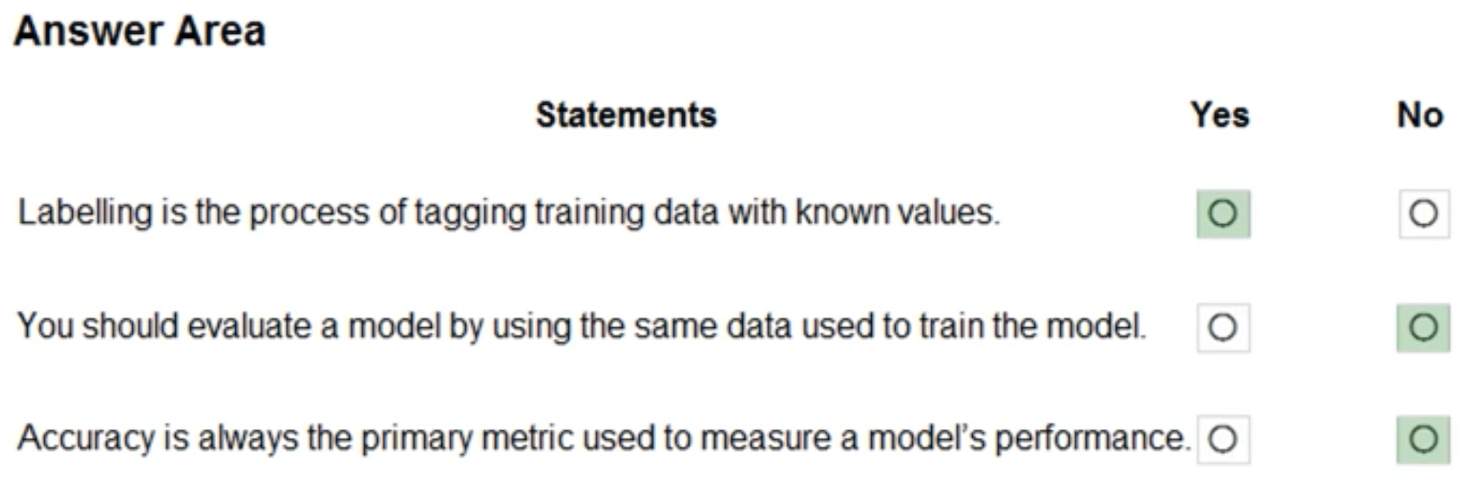 Answer Area
Statements Yes No
Labelling is the process of tagging training data with known values.
You should evaluate a model by using the same data used to train the model.
Accuracy is always the primary metric used to measure a model’s performance.